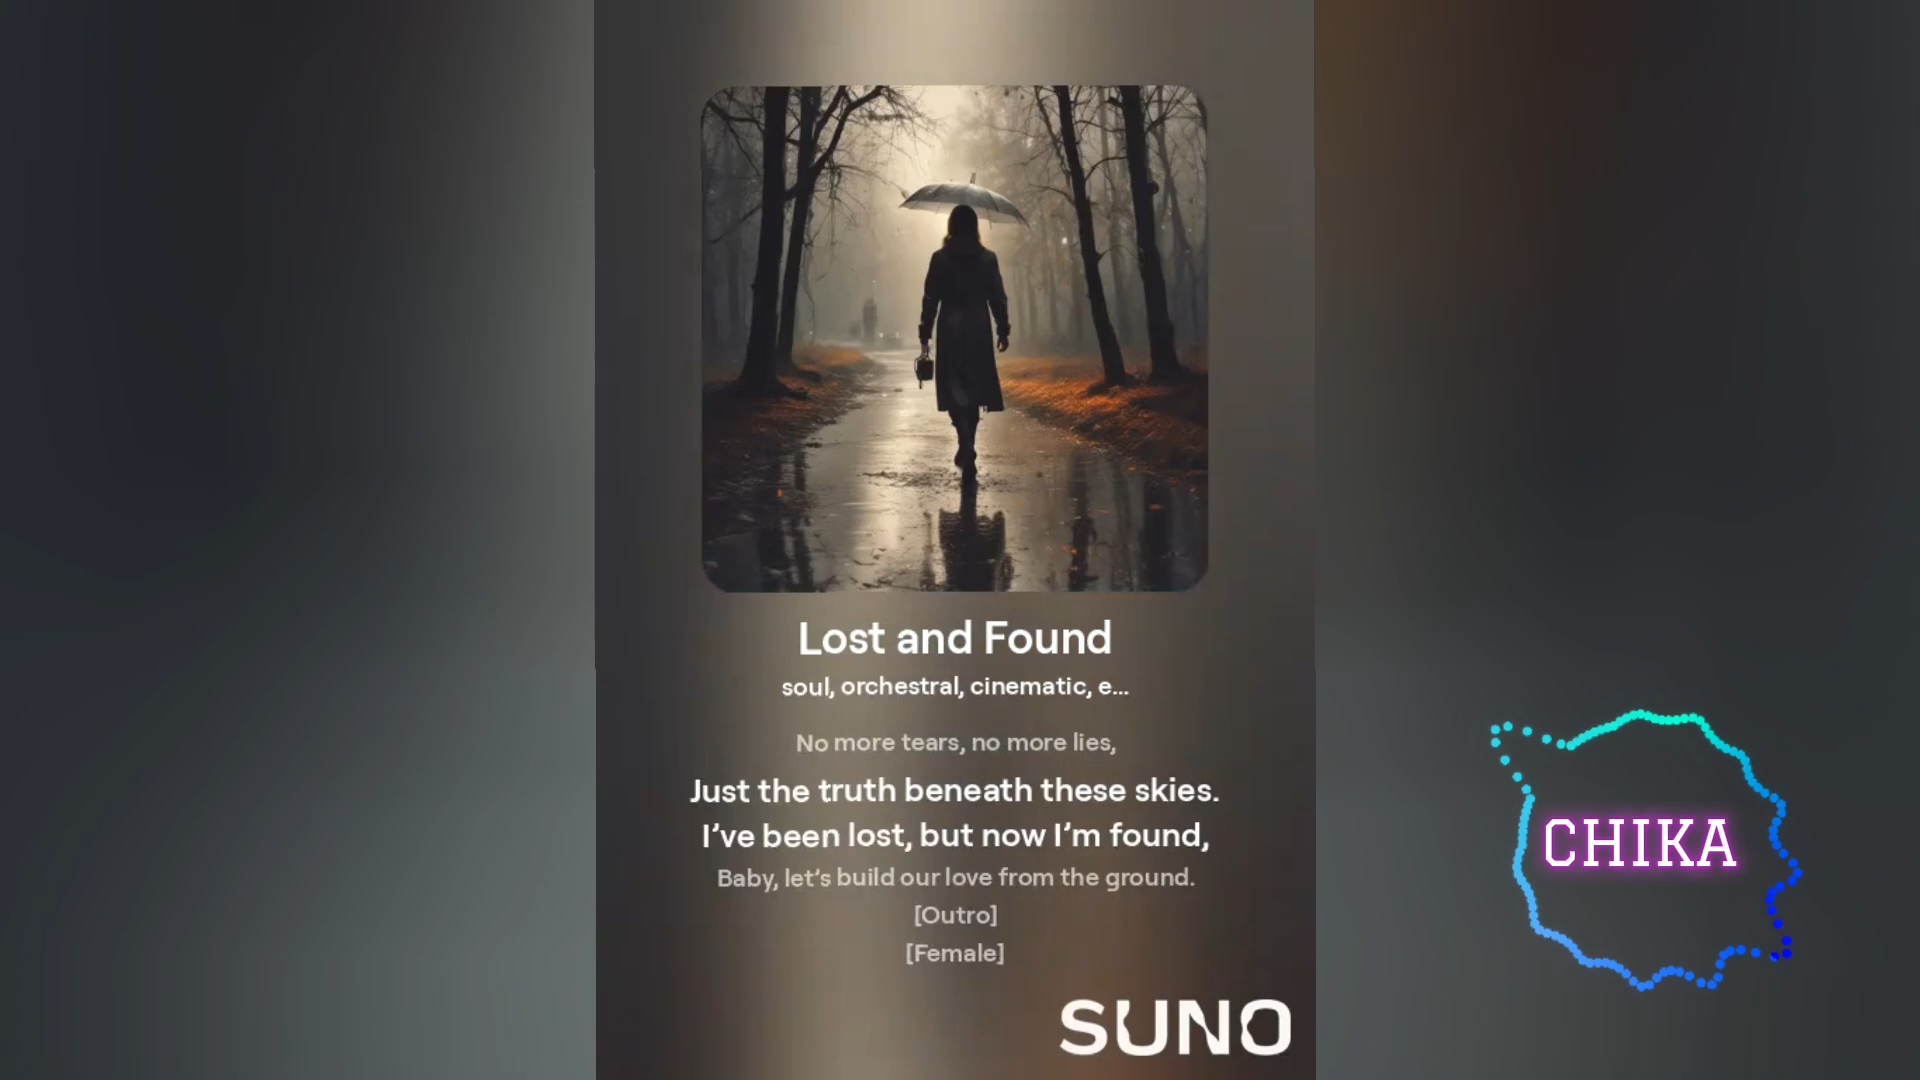 Lost and Found
soul, orchestral, cinematic, e...
No more tears, no more lies,
Just the truth beneath these skies.
I've been lost, but now I'm found,
Baby, let's build our love from the ground.
[Outro]
[Female]
SUNO
CHIKA